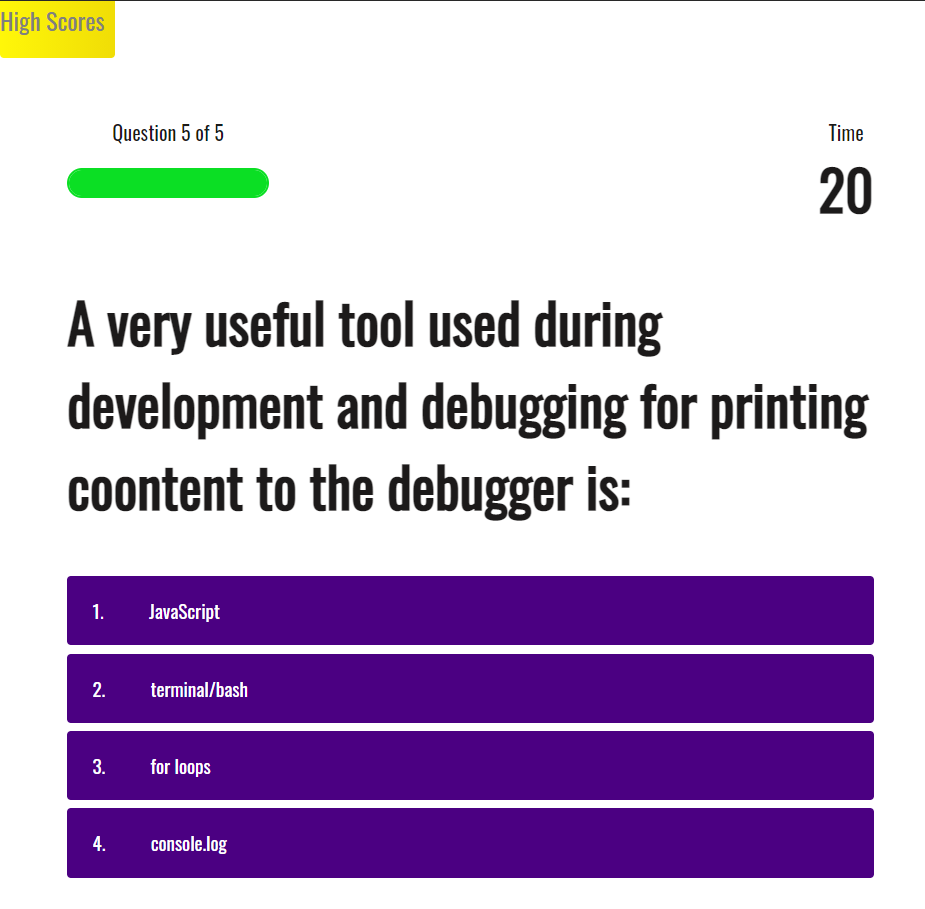 High Scores
Question 5 of 5
Time
20
A very useful tool used during
development and debugging for printing
coontent to the debugger is:
1. JavaScript
2. terminal/bash
3. for loops
4. console.log